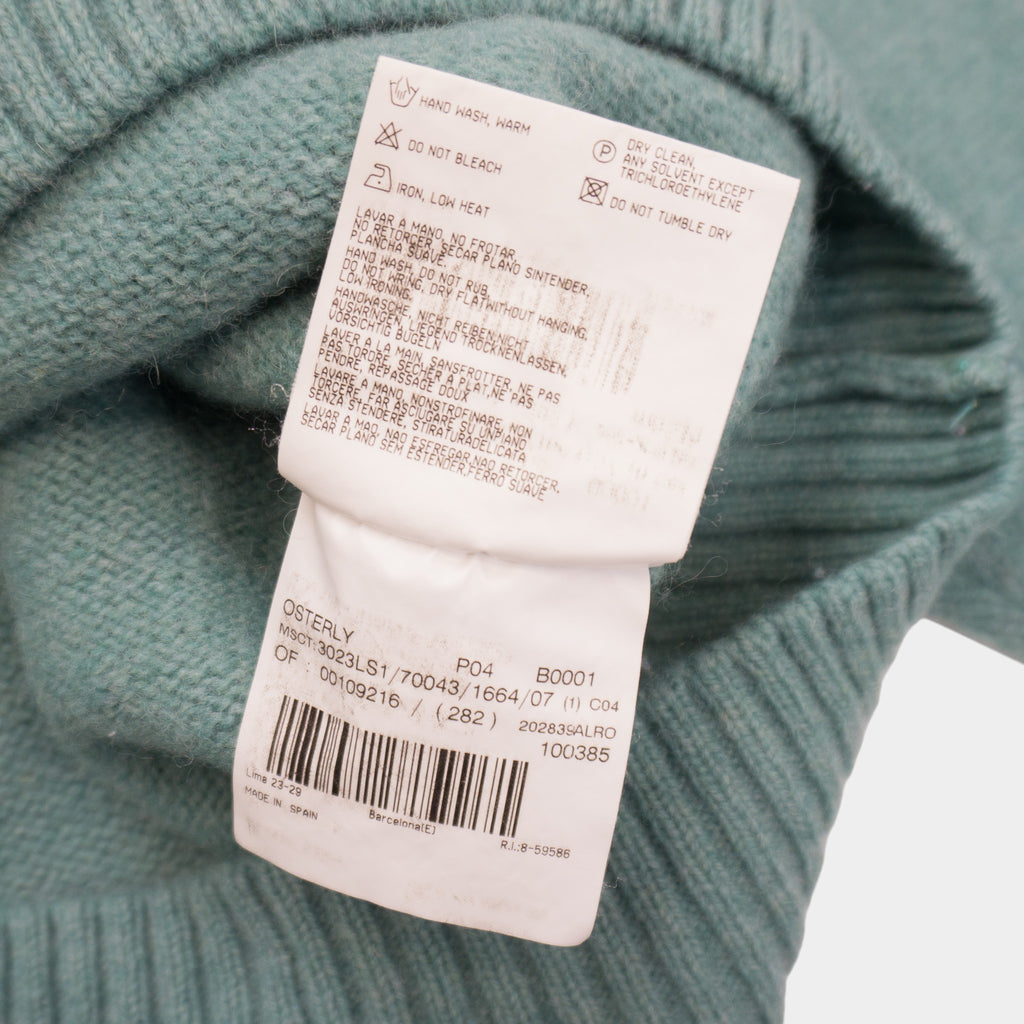 HAND WASH, WARM
DO NOT BLEACH
IRON, LOW HEAT
P DRY CLEAN,
ANY SOLVENT EXCEPT
TRICHLOROETHYLENE
DO NOT TUMBLE DRY
LAVAR A MANO, NO FROTAR,
NO RETORCER, SECAR PLANO SINTENDER,
PLANCHA SUAVE
HAND WASH, DO NOT RUB
DO NOT WRING, DRY FLATWITHOUT HANGING,
LOW IRONING
HANDWASCHE, NICHT REIBEN,NICHT
AUSWRINGEN, LIEGEND TROCKNENLASSEN,
VORSICHTIG BUGELN
LAVER A LA MAIN, SANSFROTTER, NE PAS
PAS TORDRE, SECHER A PLAT,NE PAS
PENDRE, REPASSAGE DOUX
LAVARE A MANO, NONSTROFINARE, NON
TORCERE, FAR ASCIUGARE SU UNPIANO
SENZA STENDERE, STIRATURADELICATA
LAVAR A MAO, NAO ESFREGAR,NAO RETORCER,
SECAR PLANO SEM ESTENDER,FERRO SUAVE
OSTERLY
P04 B0001
MSCT:3023LS1/70043/1664/07 (1) C04
OF : 00109216 / (282) 202839ALRO
100385
Lima 23-29
MADE IN SPAIN
Barcelona(E)
R.I.:8-59586